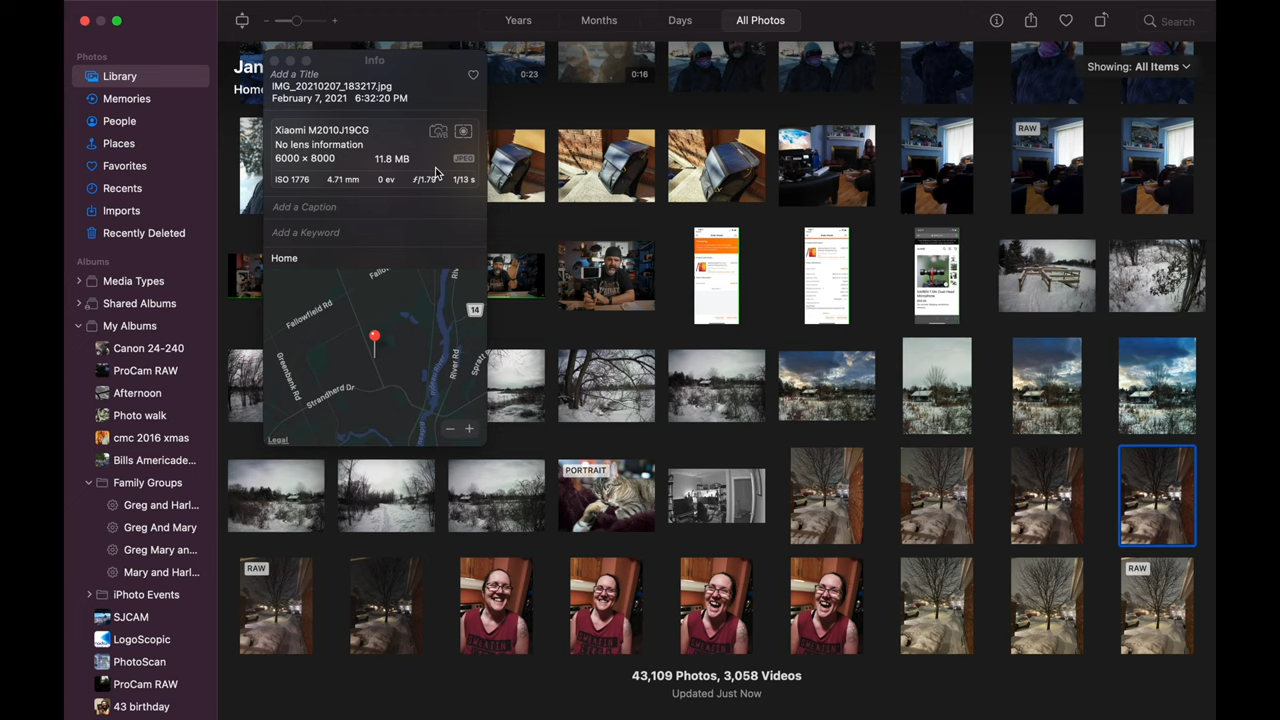 Years
Months
Days
All Photos
Search
Photos
Library
Memories
People
Places
Favorites
Recents
Imports
Recently Deleted
Albums
Shared Albums
My Albums
Canon 24-240
ProCam RAW
Afternoon
Photo walk
cmc 2016 xmas
Bills Americade...
Family Groups
Greg and Harl...
Greg And Mary
Greg Mary an...
Mary and Harl...
iPhoto Events
SJCAM
LogoScopic
PhotoScan
ProCam RAW
43 birthday
Jan
Home
Showing: All Items
0:23
0:16
Info
Add a Title
IMG_20210207_183217.jpg
February 7, 2021 6:32:20 PM
Xiaomi M2010J19CG
No lens information
6000 × 8000 11.8 MB JPEG
ISO 1776 4.71 mm 0 ev ƒ/1.79 1/13 s
Add a Caption
Add a Keyword
Home
Fallowfield Rd
14
Greenbank Rd
Strandherd Dr
River Rd
Spratt
Legal
RAW
PORTRAIT
RAW
RAW
43,109 Photos, 3,058 Videos
Updated Just Now